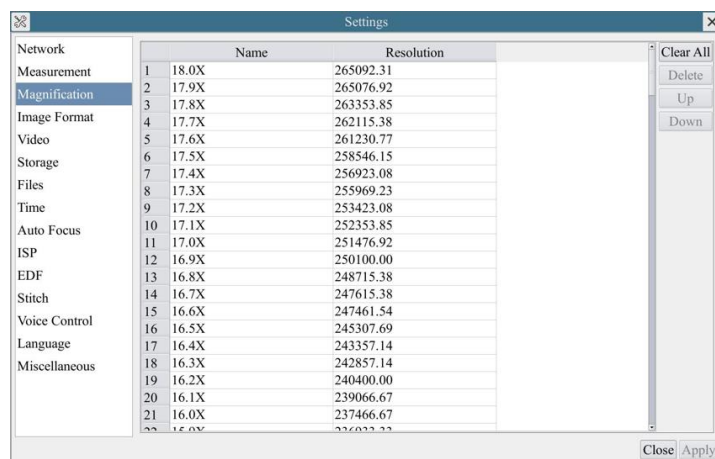 Settings
Network
Measurement
Magnification
Image Format
Video
Storage
Files
Time
Auto Focus
ISP
EDF
Stitch
Voice Control
Language
Miscellaneous
Name Resolution
1 18.0X 265092.31
2 17.9X 265076.92
3 17.8X 263353.85
4 17.7X 262115.38
5 17.6X 261230.77
6 17.5X 258546.15
7 17.4X 256923.08
8 17.3X 255969.23
9 17.2X 253423.08
10 17.1X 252353.85
11 17.0X 251476.92
12 16.9X 250100.00
13 16.8X 248715.38
14 16.7X 247615.38
15 16.6X 247461.54
16 16.5X 245307.69
17 16.4X 243357.14
18 16.3X 242857.14
19 16.2X 240400.00
20 16.1X 239066.67
21 16.0X 237466.67
Clear All
Delete
Up
Down
Close Apply